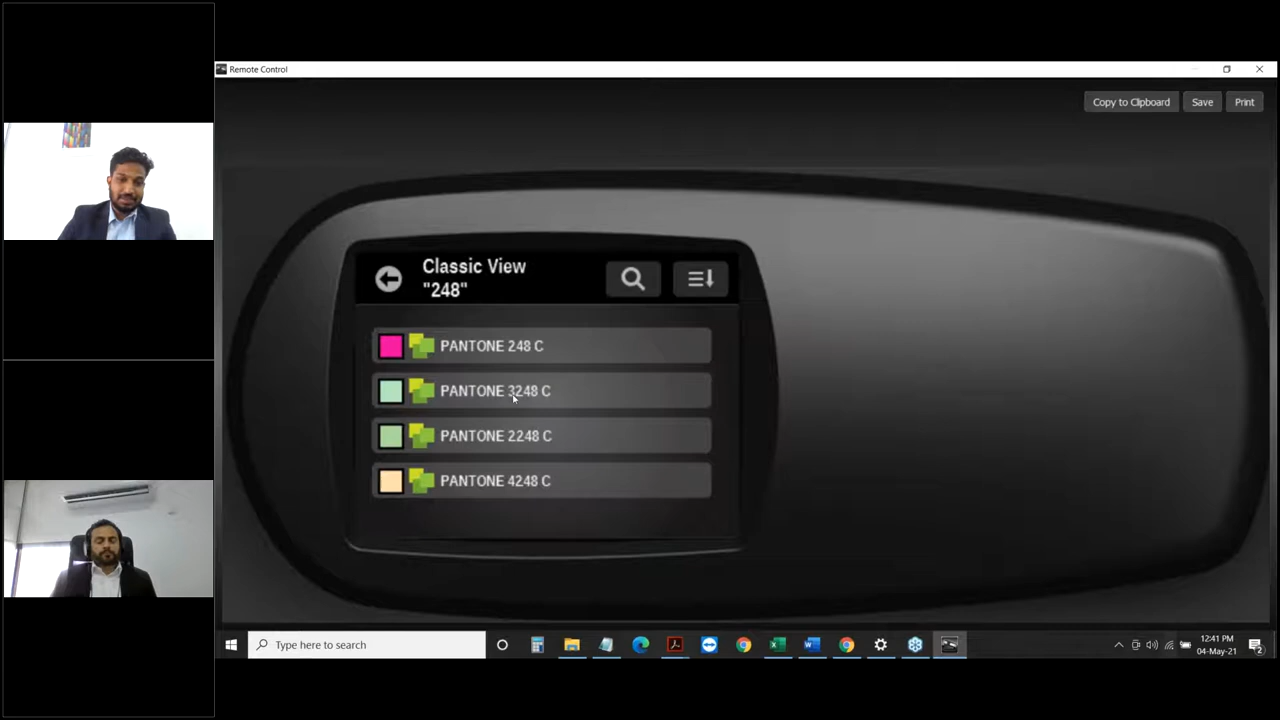 Remote Control
Copy to Clipboard
Save
Print
Classic View
"248"
PANTONE 248 C
PANTONE 3248 C
PANTONE 2248 C
PANTONE 4248 C
Type here to search
12:41 PM
04-May-21
2